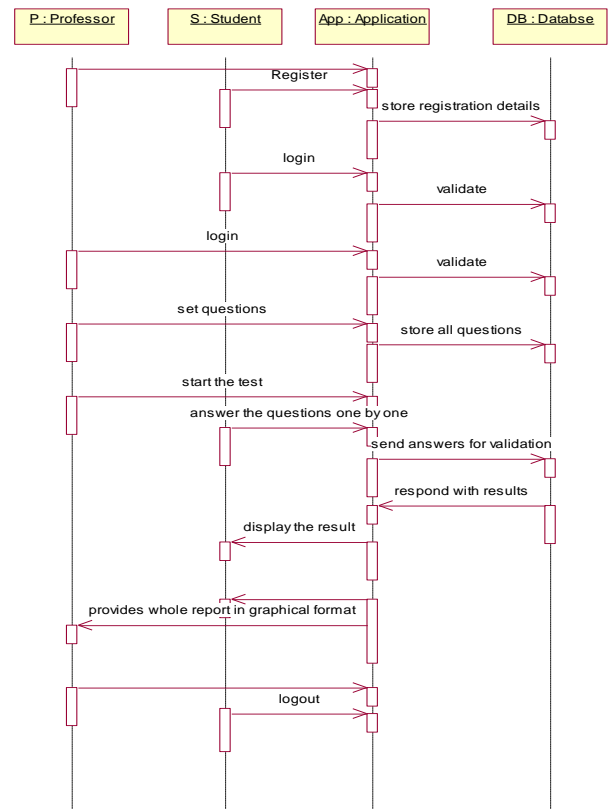 P : Professor
S : Student
App : Application
DB : Databse
Register
store registration details
login
validate
login
validate
set questions
store all questions
start the test
answer the questions one by one
send answers for validation
respond with results
display the result
provides whole report in graphical format
logout